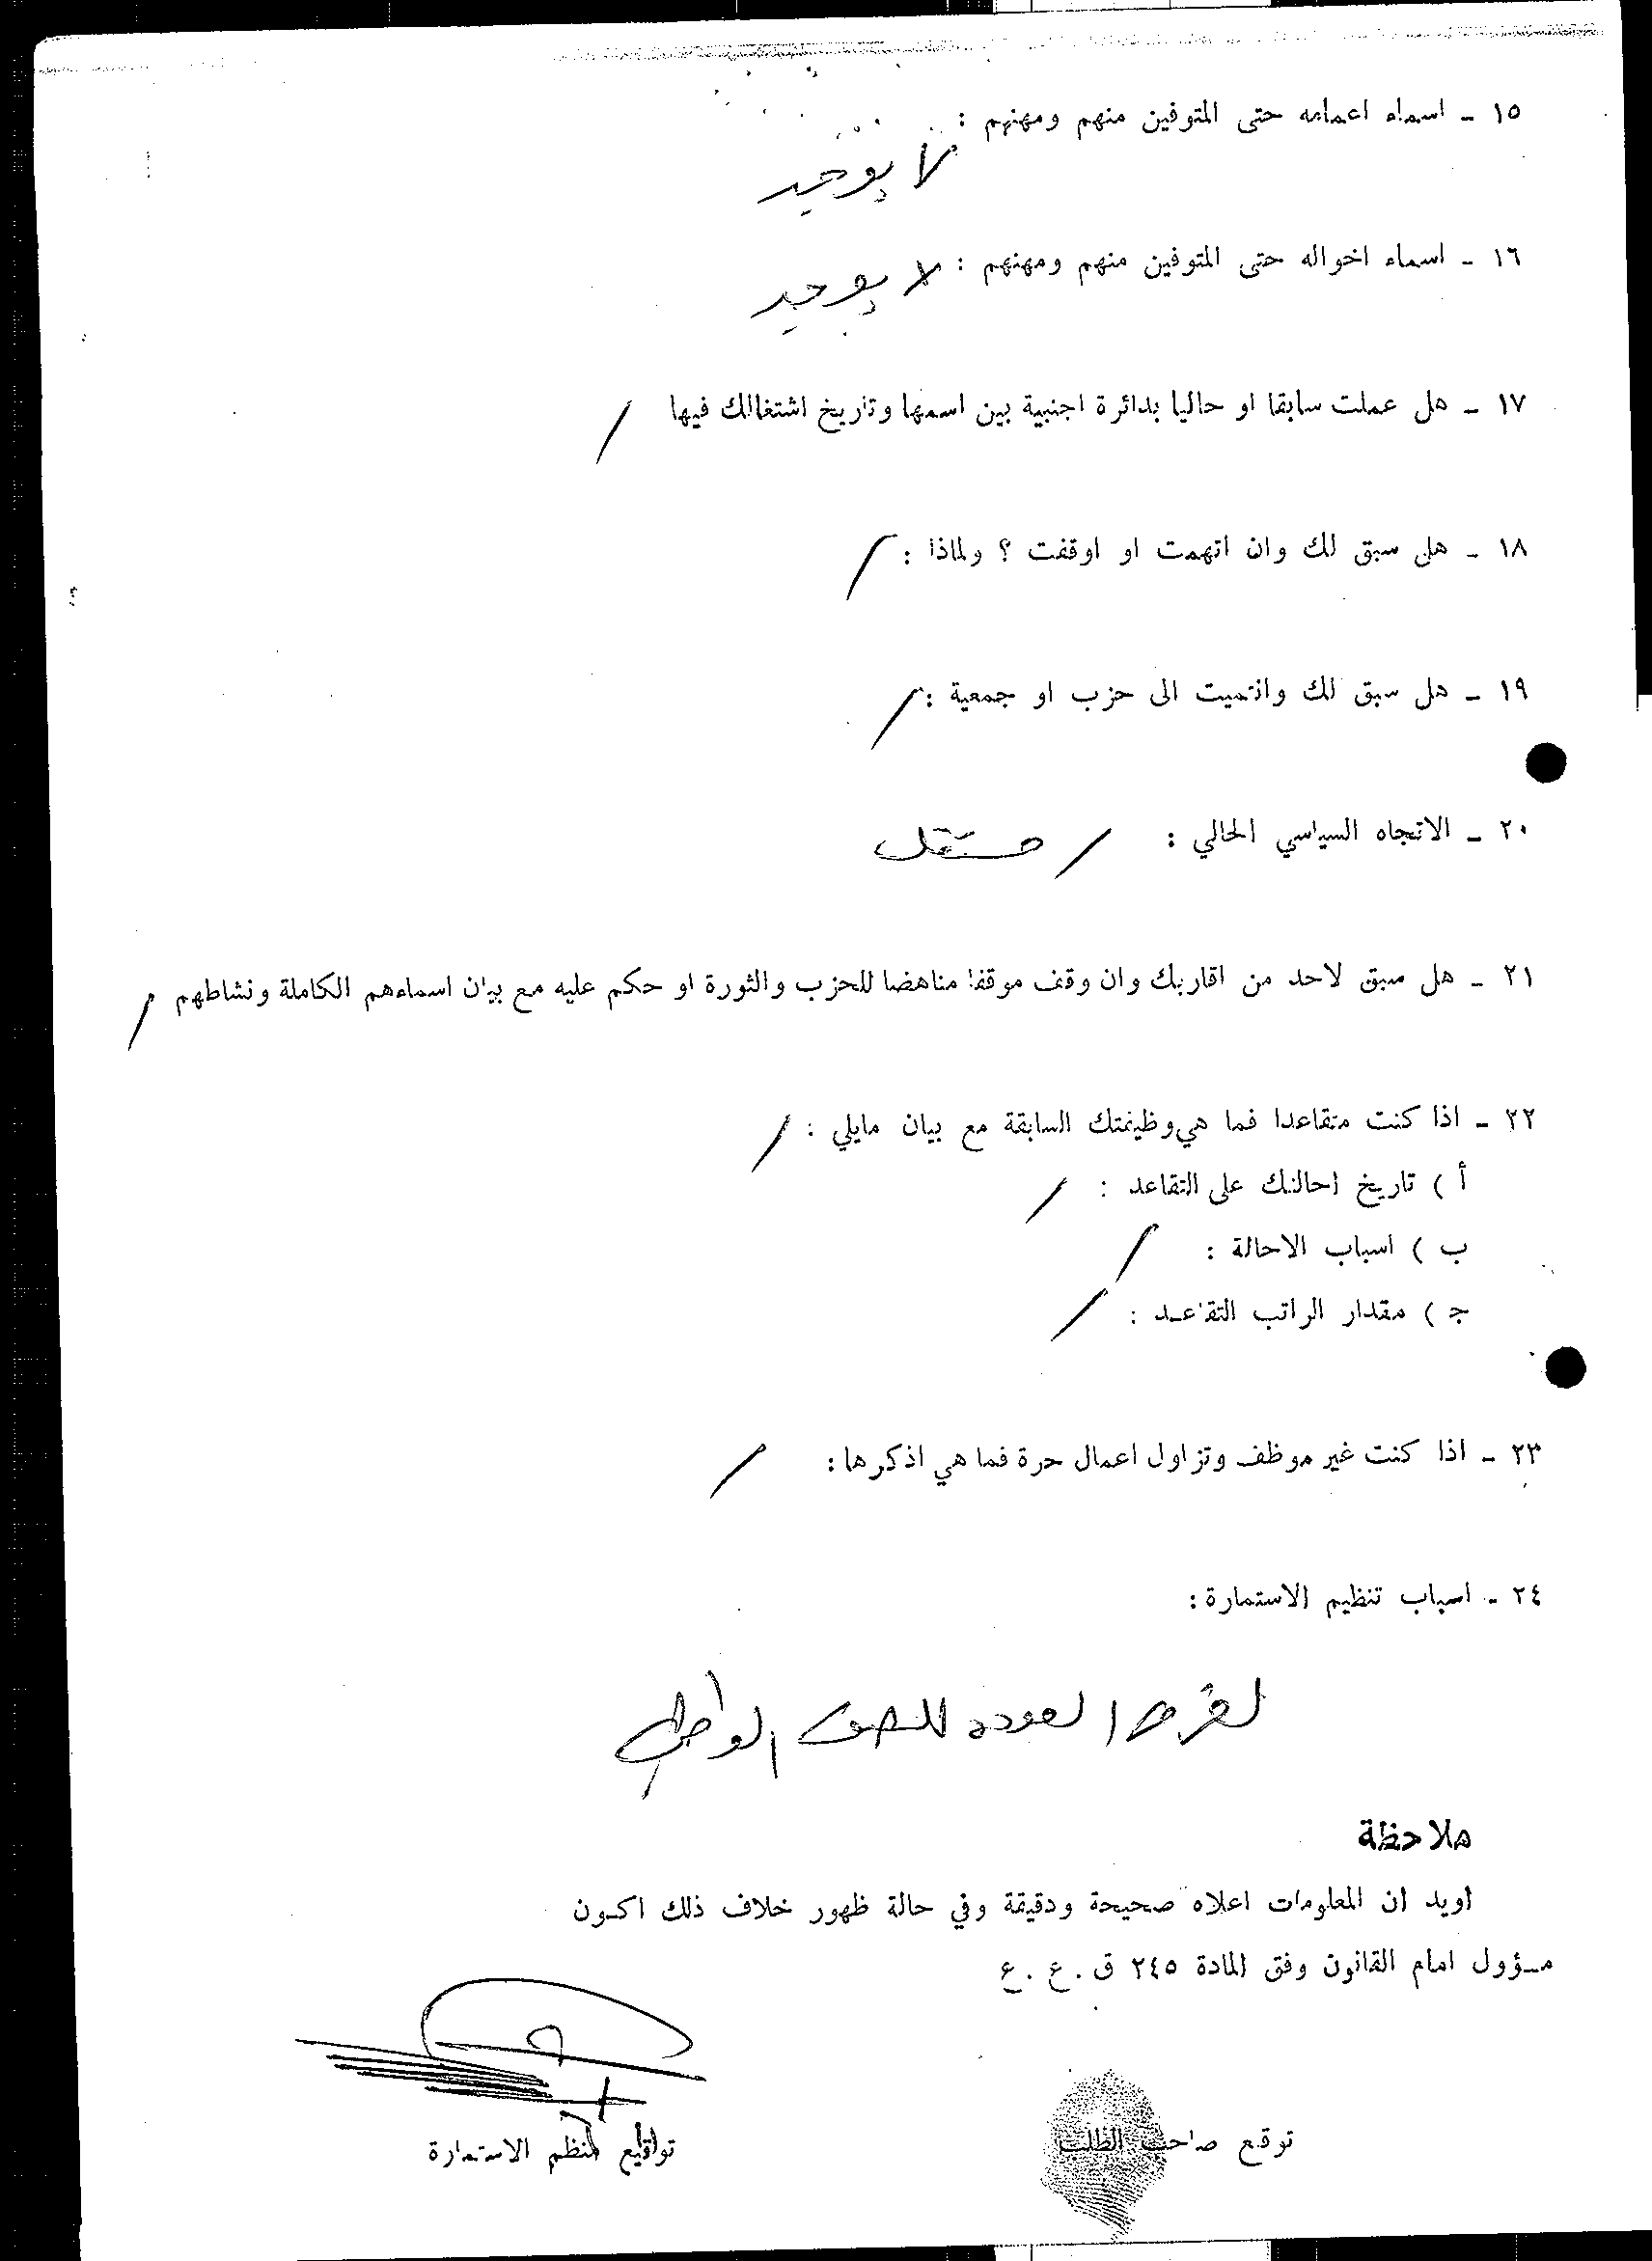 ١٥ - اسماء اعمامه حتى المتوفين منهم ومهنهم :
لا يوجد
١٦ - اسماء اخواله حتى المتوفين منهم ومهنهم : لا يوجد
١٧ - هل عملت سابقا او حاليا بدائرة اجنبية بين اسمها وتاريخ اشتغالك فيها /
١٨ - هل سبق لك وان اتهمت او اوقفت ؟ ولماذا : /
١٩ - هل سبق لك وانتميت الى حزب او جمعية : /
٢٠ - الاتجاه السياسي الحالي : / مستقل
٢١ - هل سبق لاحد من اقاربك وان وقف موقفا مناهضا للحزب والثورة او حكم عليه مع بيان اسماءهم الكاملة ونشاطهم /
٢٢ - اذا كنت متقاعدا فما هي وظيفتك السابقة مع بيان مايلي : /
أ ) تاريخ احالتك على التقاعد : /
ب ) اسباب الاحالة : /
ج ) مقدار الراتب التقاعد : /
٢٣ - اذا كنت غير موظف وتزاول اعمال حرة فما هي اذكرها : /
٢٤ - اسباب تنظيم الاستمارة :
لغرض العودة للصف الوطني
ملاحظة
أويد أن المعلومات اعلاه صحيحة ودقيقة وفي حالة ظهور خلاف ذلك اكون
مسؤول امام القانون وفق المادة ٢٤٥ ق . ع . ع
توقع صاحب الطلب
تواقيع منظم الاستمارة